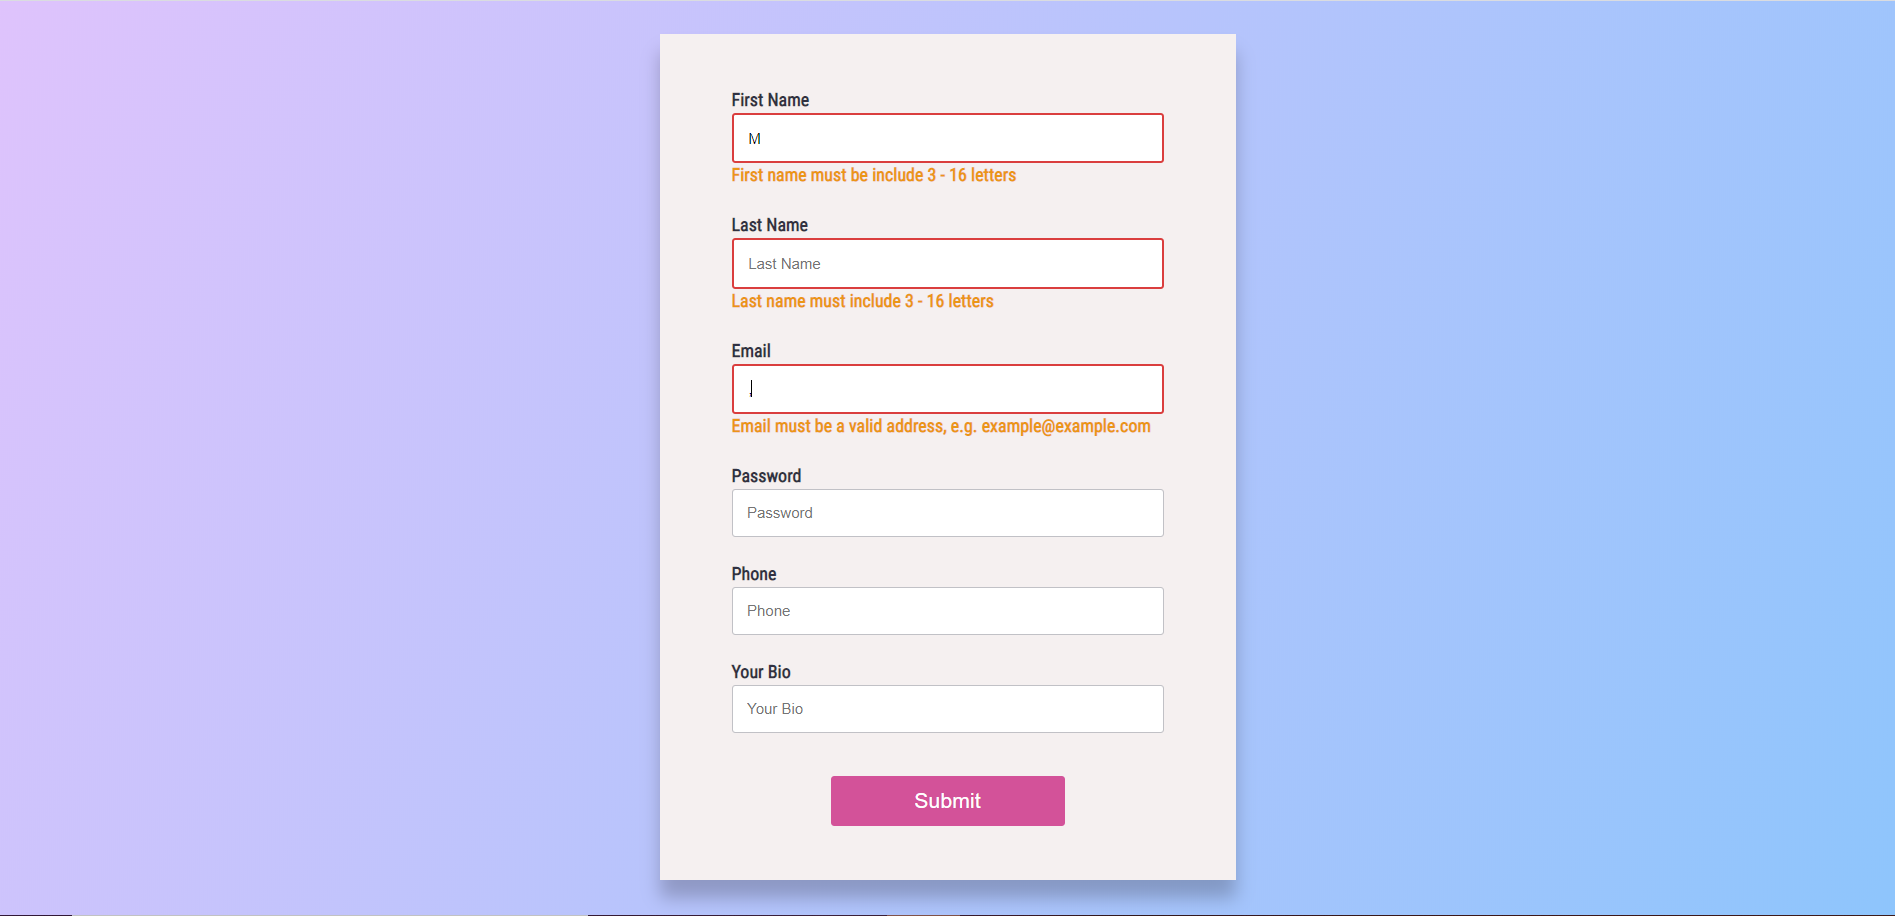 First Name
M
First name must be include 3 - 16 letters
Last Name
Last Name
Last name must include 3 - 16 letters
Email
.
Email must be a valid address, e.g. example@example.com
Password
Password
Phone
Phone
Your Bio
Your Bio
Submit